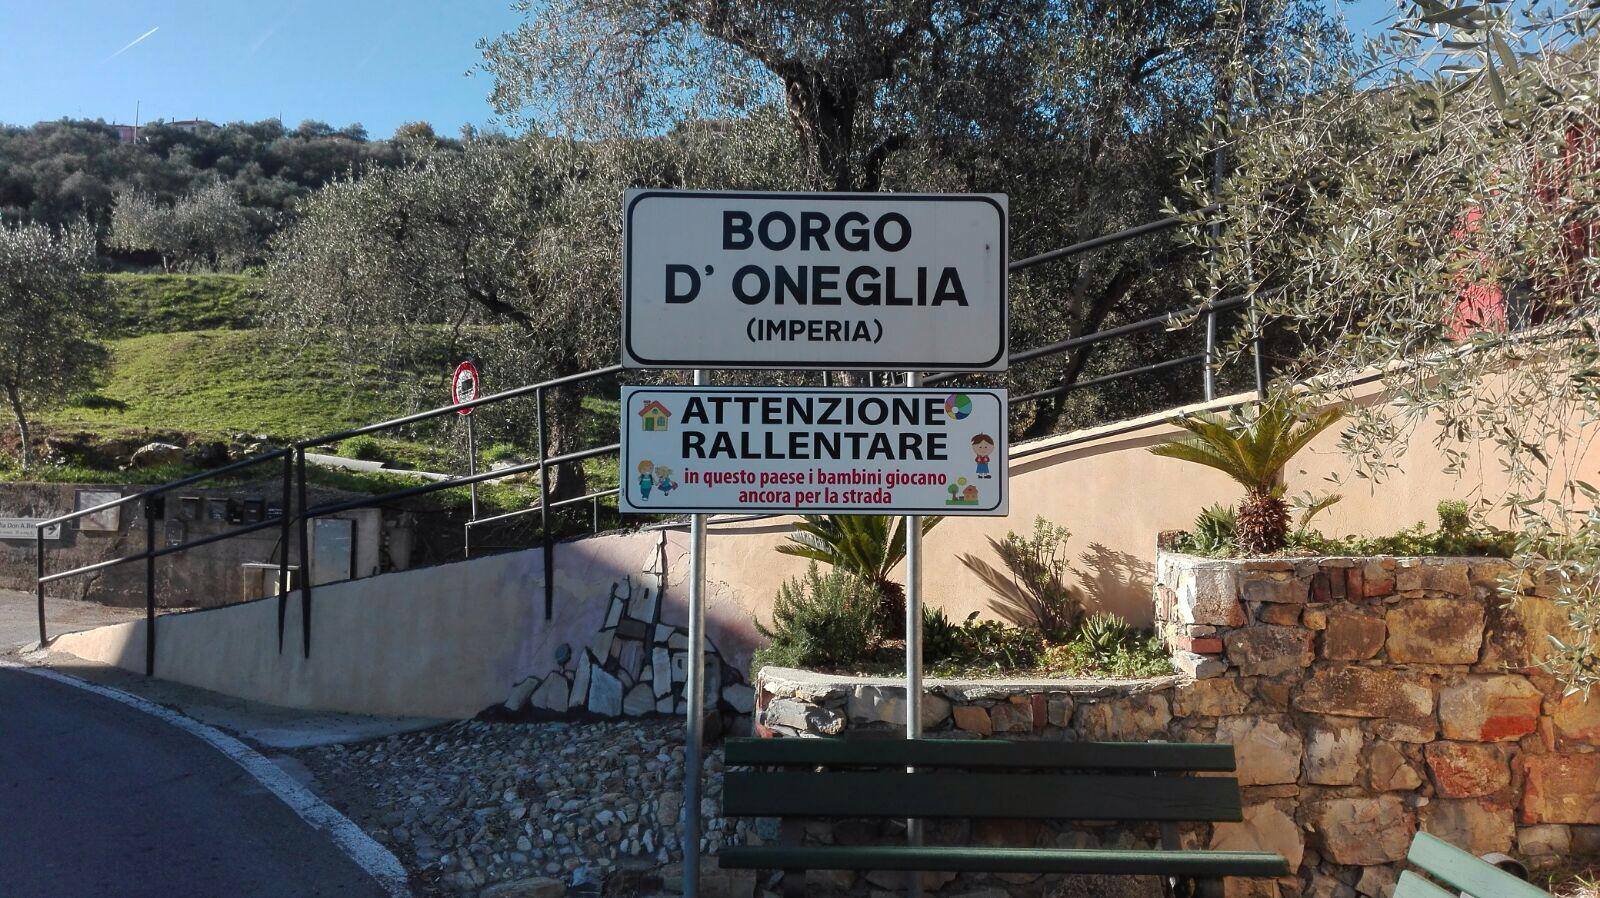 BORGO
D' ONEGLIA
(IMPERIA)
ATTENZIONE
RALLENTARE
in questo paese i bambini giocano
ancora per la strada